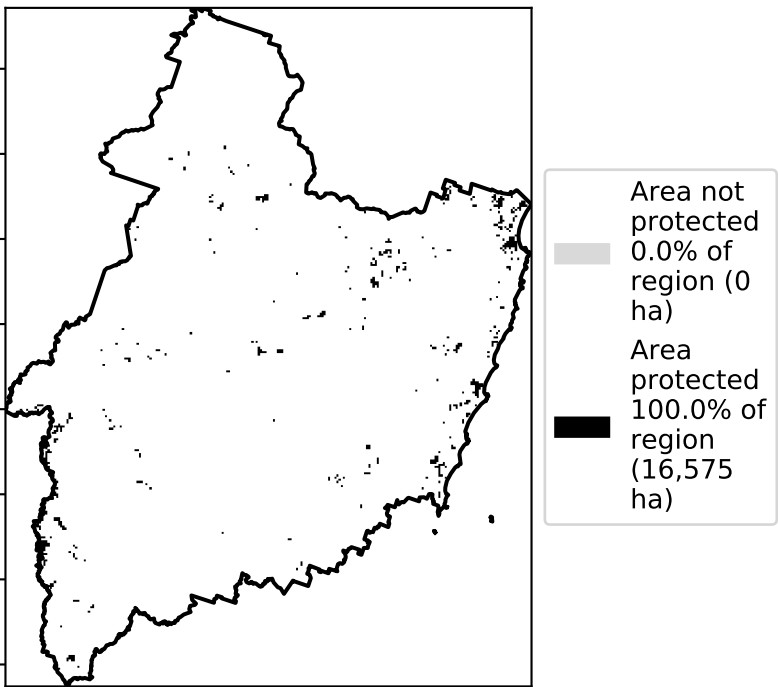 Area not
protected
0.0% of
region (0
ha)
Area
protected
100.0% of
region
(16,575
ha)